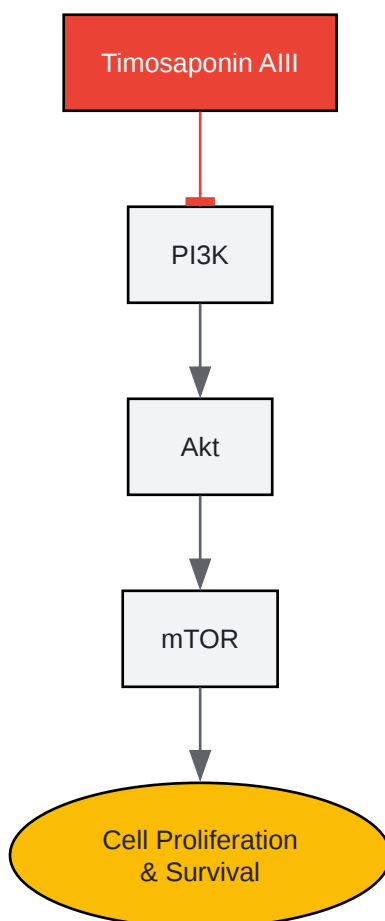 Timosaponin AIII
PI3K
Akt
mTOR
Cell Proliferation
& Survival